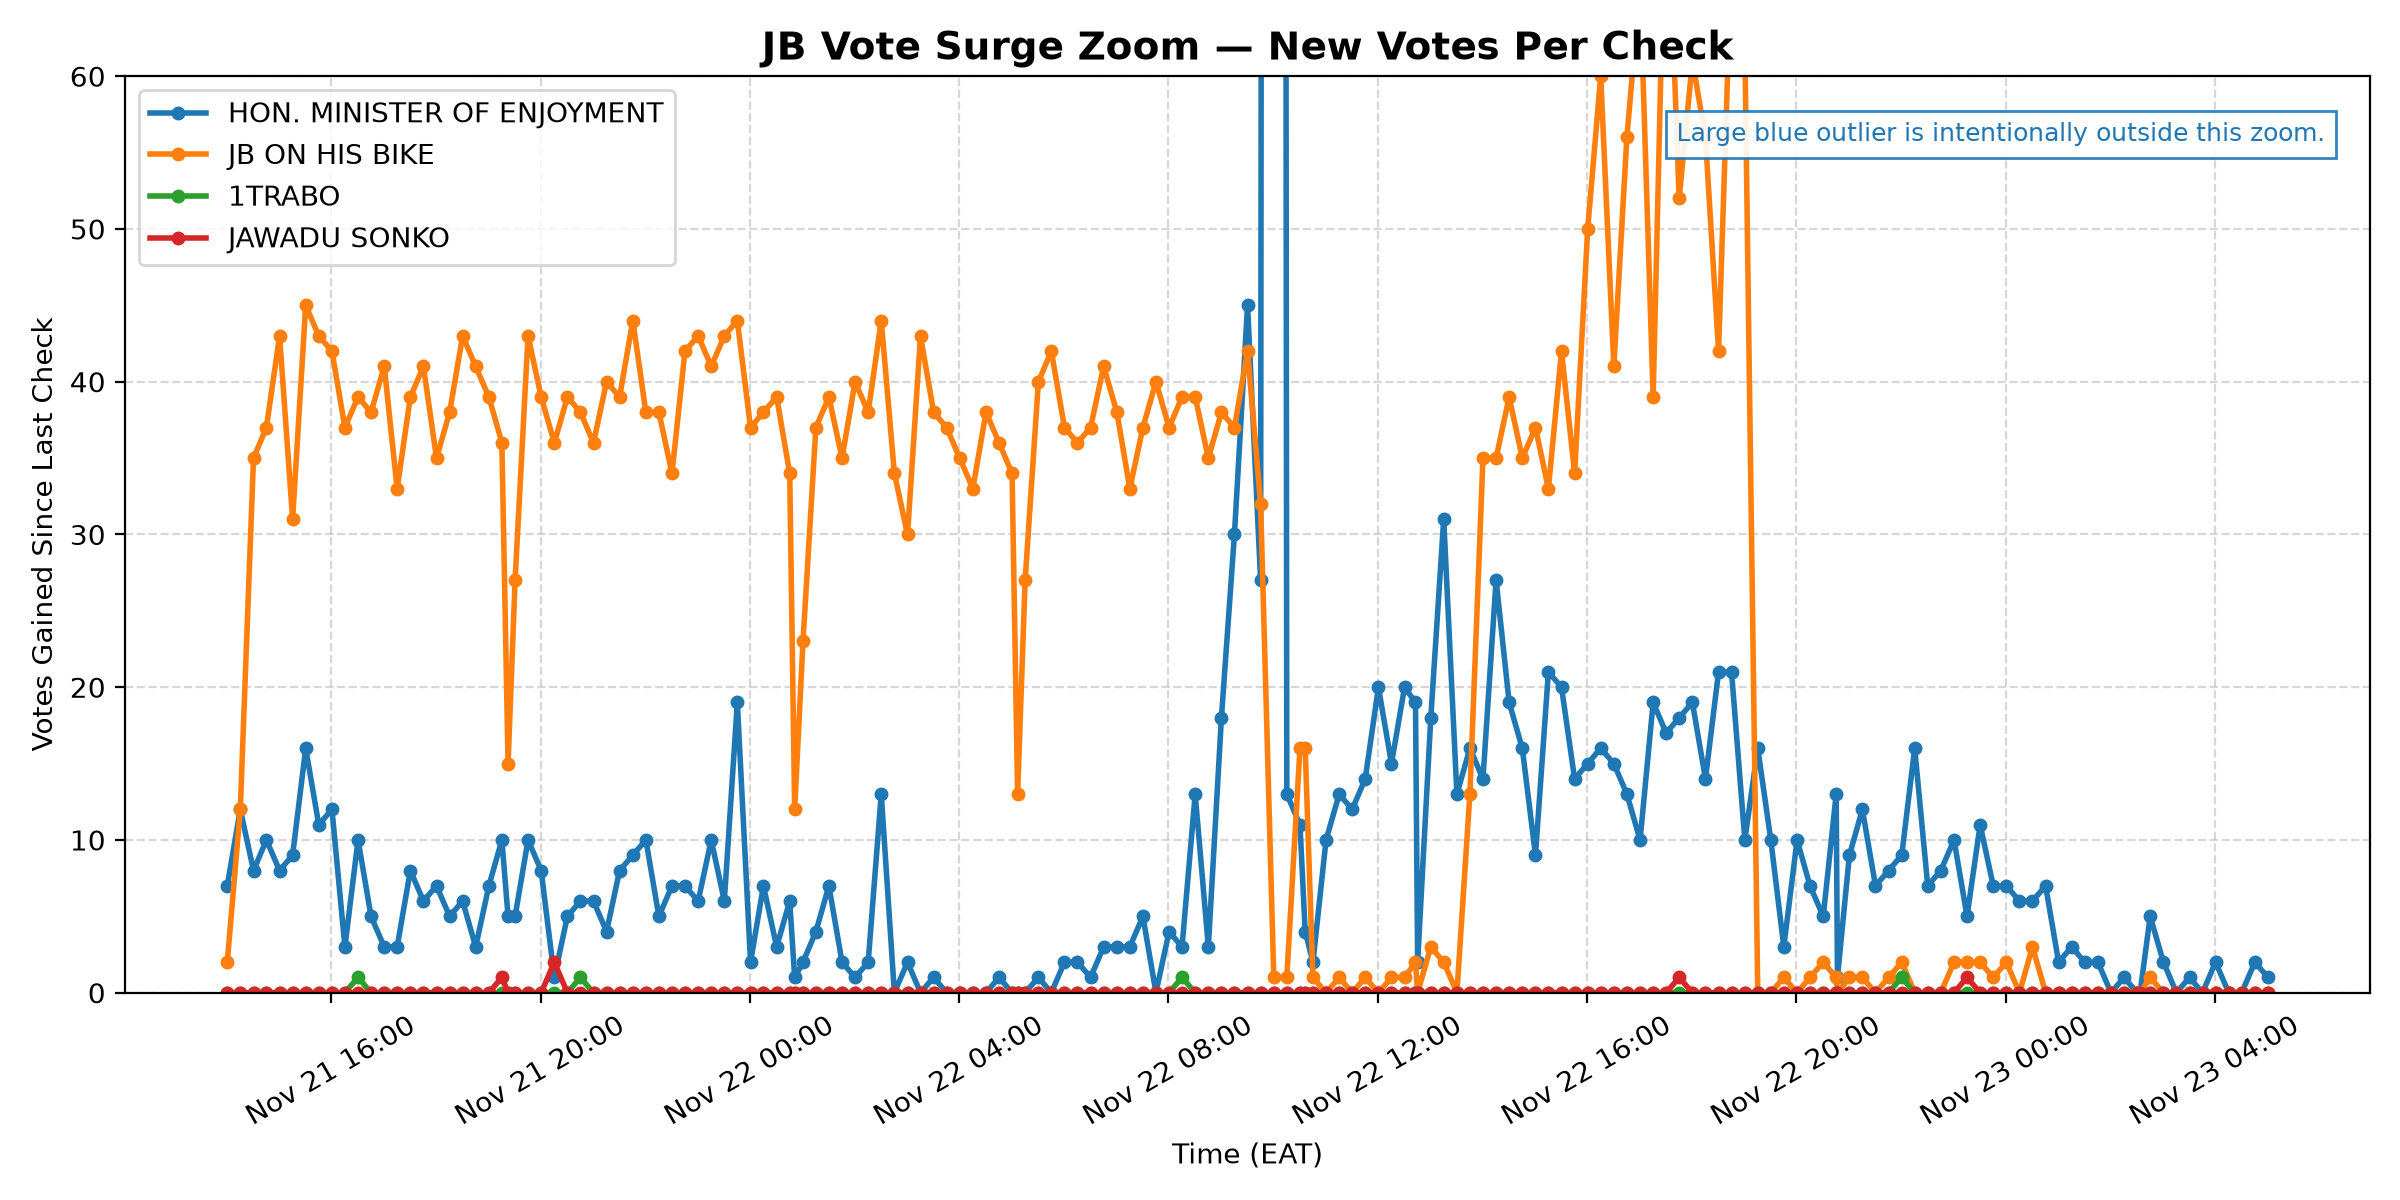 JB Vote Surge Zoom — New Votes Per Check
60
50
40
30
20
10
0
Votes Gained Since Last Check
HON. MINISTER OF ENJOYMENT
JB ON HIS BIKE
1TRABO
JAWADU SONKO
Large blue outlier is intentionally outside this zoom.
Nov 21 16:00
Nov 21 20:00
Nov 22 00:00
Nov 22 04:00
Nov 22 08:00
Nov 22 12:00
Nov 22 16:00
Nov 22 20:00
Nov 23 00:00
Nov 23 04:00
Time (EAT)